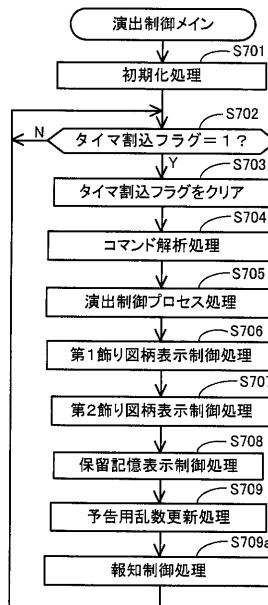 演出制御メイン
S701
初期化処理
S702
N
タイマ割込フラグ＝１？
Y
S703
タイマ割込フラグをクリア
S704
コマンド解析処理
S705
演出制御プロセス処理
S706
第１飾り図柄表示制御処理
S707
第２飾り図柄表示制御処理
S708
保留記憶表示制御処理
S709
予告用乱数更新処理
S709a
報知制御処理